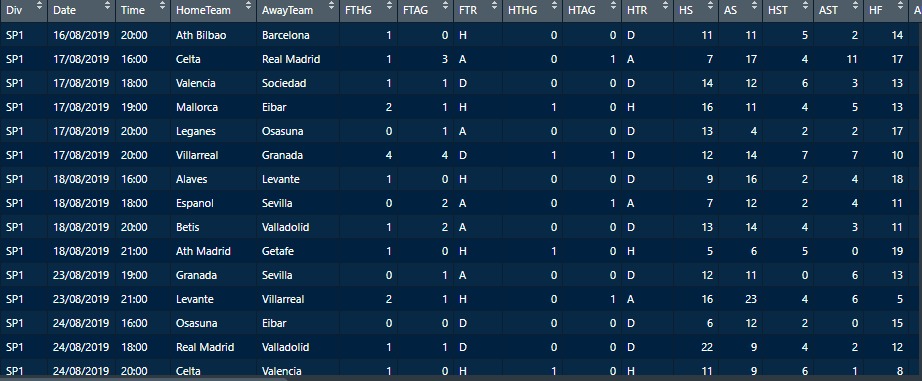 Div Date Time HomeTeam AwayTeam FTHG FTAG FTR HTHG HTAG HTR HS AS HST AST HF A
SP1 16/08/2019 20:00 Ath Bilbao Barcelona 1 0 H 0 0 D 11 11 5 2 14
SP1 17/08/2019 16:00 Celta Real Madrid 1 3 A 0 1 A 7 17 4 11 17
SP1 17/08/2019 18:00 Valencia Sociedad 1 1 D 0 0 D 14 12 6 3 13
SP1 17/08/2019 19:00 Mallorca Eibar 2 1 H 1 0 H 16 11 4 5 13
SP1 17/08/2019 20:00 Leganes Osasuna 0 1 A 0 0 D 13 4 2 2 17
SP1 17/08/2019 20:00 Villarreal Granada 4 4 D 1 1 D 12 14 7 7 10
SP1 18/08/2019 16:00 Alaves Levante 1 0 H 0 0 D 9 16 2 4 18
SP1 18/08/2019 18:00 Espanol Sevilla 0 2 A 0 1 A 7 12 2 4 11
SP1 18/08/2019 20:00 Betis Valladolid 1 2 A 0 0 D 13 14 4 3 11
SP1 18/08/2019 21:00 Ath Madrid Getafe 1 0 H 1 0 H 5 6 5 0 19
SP1 23/08/2019 19:00 Granada Sevilla 0 1 A 0 0 D 12 11 0 6 13
SP1 23/08/2019 21:00 Levante Villarreal 2 1 H 0 1 A 16 23 4 6 5
SP1 24/08/2019 16:00 Osasuna Eibar 0 0 D 0 0 D 6 12 2 0 15
SP1 24/08/2019 18:00 Real Madrid Valladolid 1 1 D 0 0 D 22 9 4 2 12
SP1 24/08/2019 20:00 Celta Valencia 1 0 H 1 0 H 11 9 6 1 8